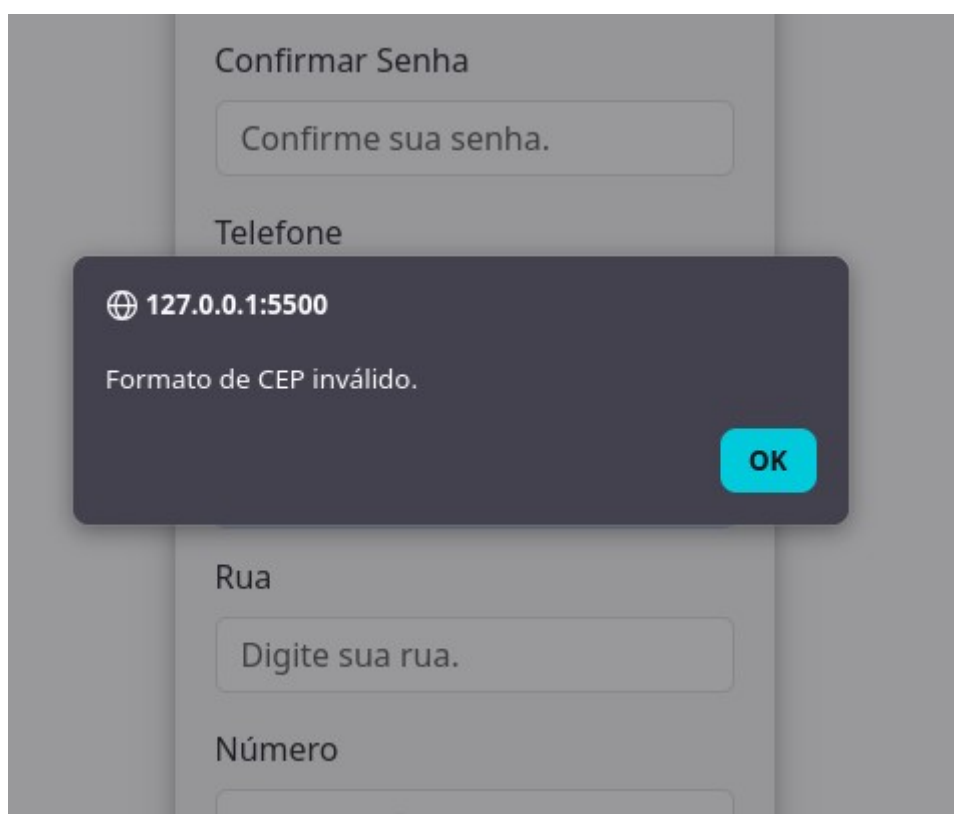 Confirmar Senha
Confirme sua senha.
Telefone
127.0.0.1:5500
Formato de CEP inválido.
OK
Rua
Digite sua rua.
Número